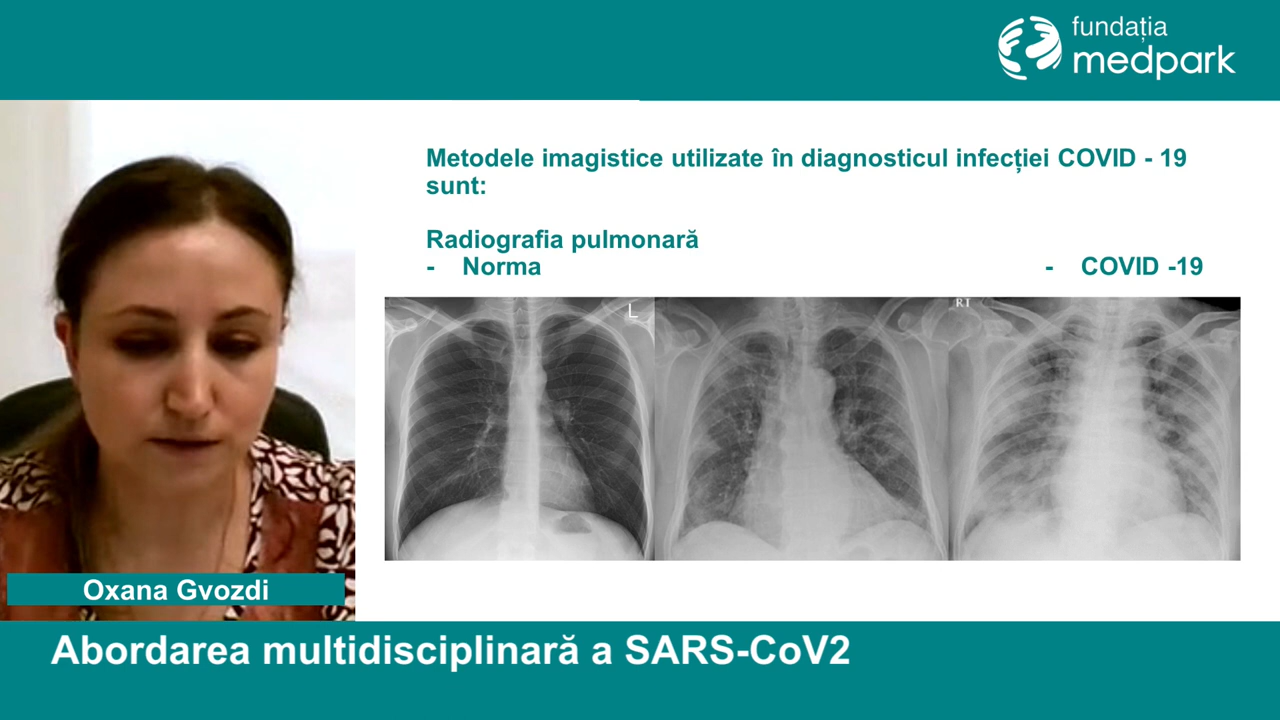 fundația
medpark
Metodele imagistice utilizate în diagnosticul infecției COVID - 19
sunt:
Radiografia pulmonară
- Norma
- COVID -19
L
RT
Oxana Gvozdi
Abordarea multidisciplinară a SARS-CoV2